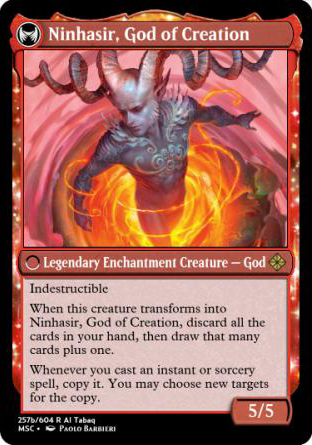 Ninhasir, God of Creation
Legendary Enchantment Creature — God
Indestructible
When this creature transforms into
Ninhasir, God of Creation, discard all the
cards in your hand, then draw that many
cards plus one.
Whenever you cast an instant or sorcery
spell, copy it. You may choose new targets
for the copy.
5/5
257b/604 R Al Tabaq
MSC • Paolo Barbieri